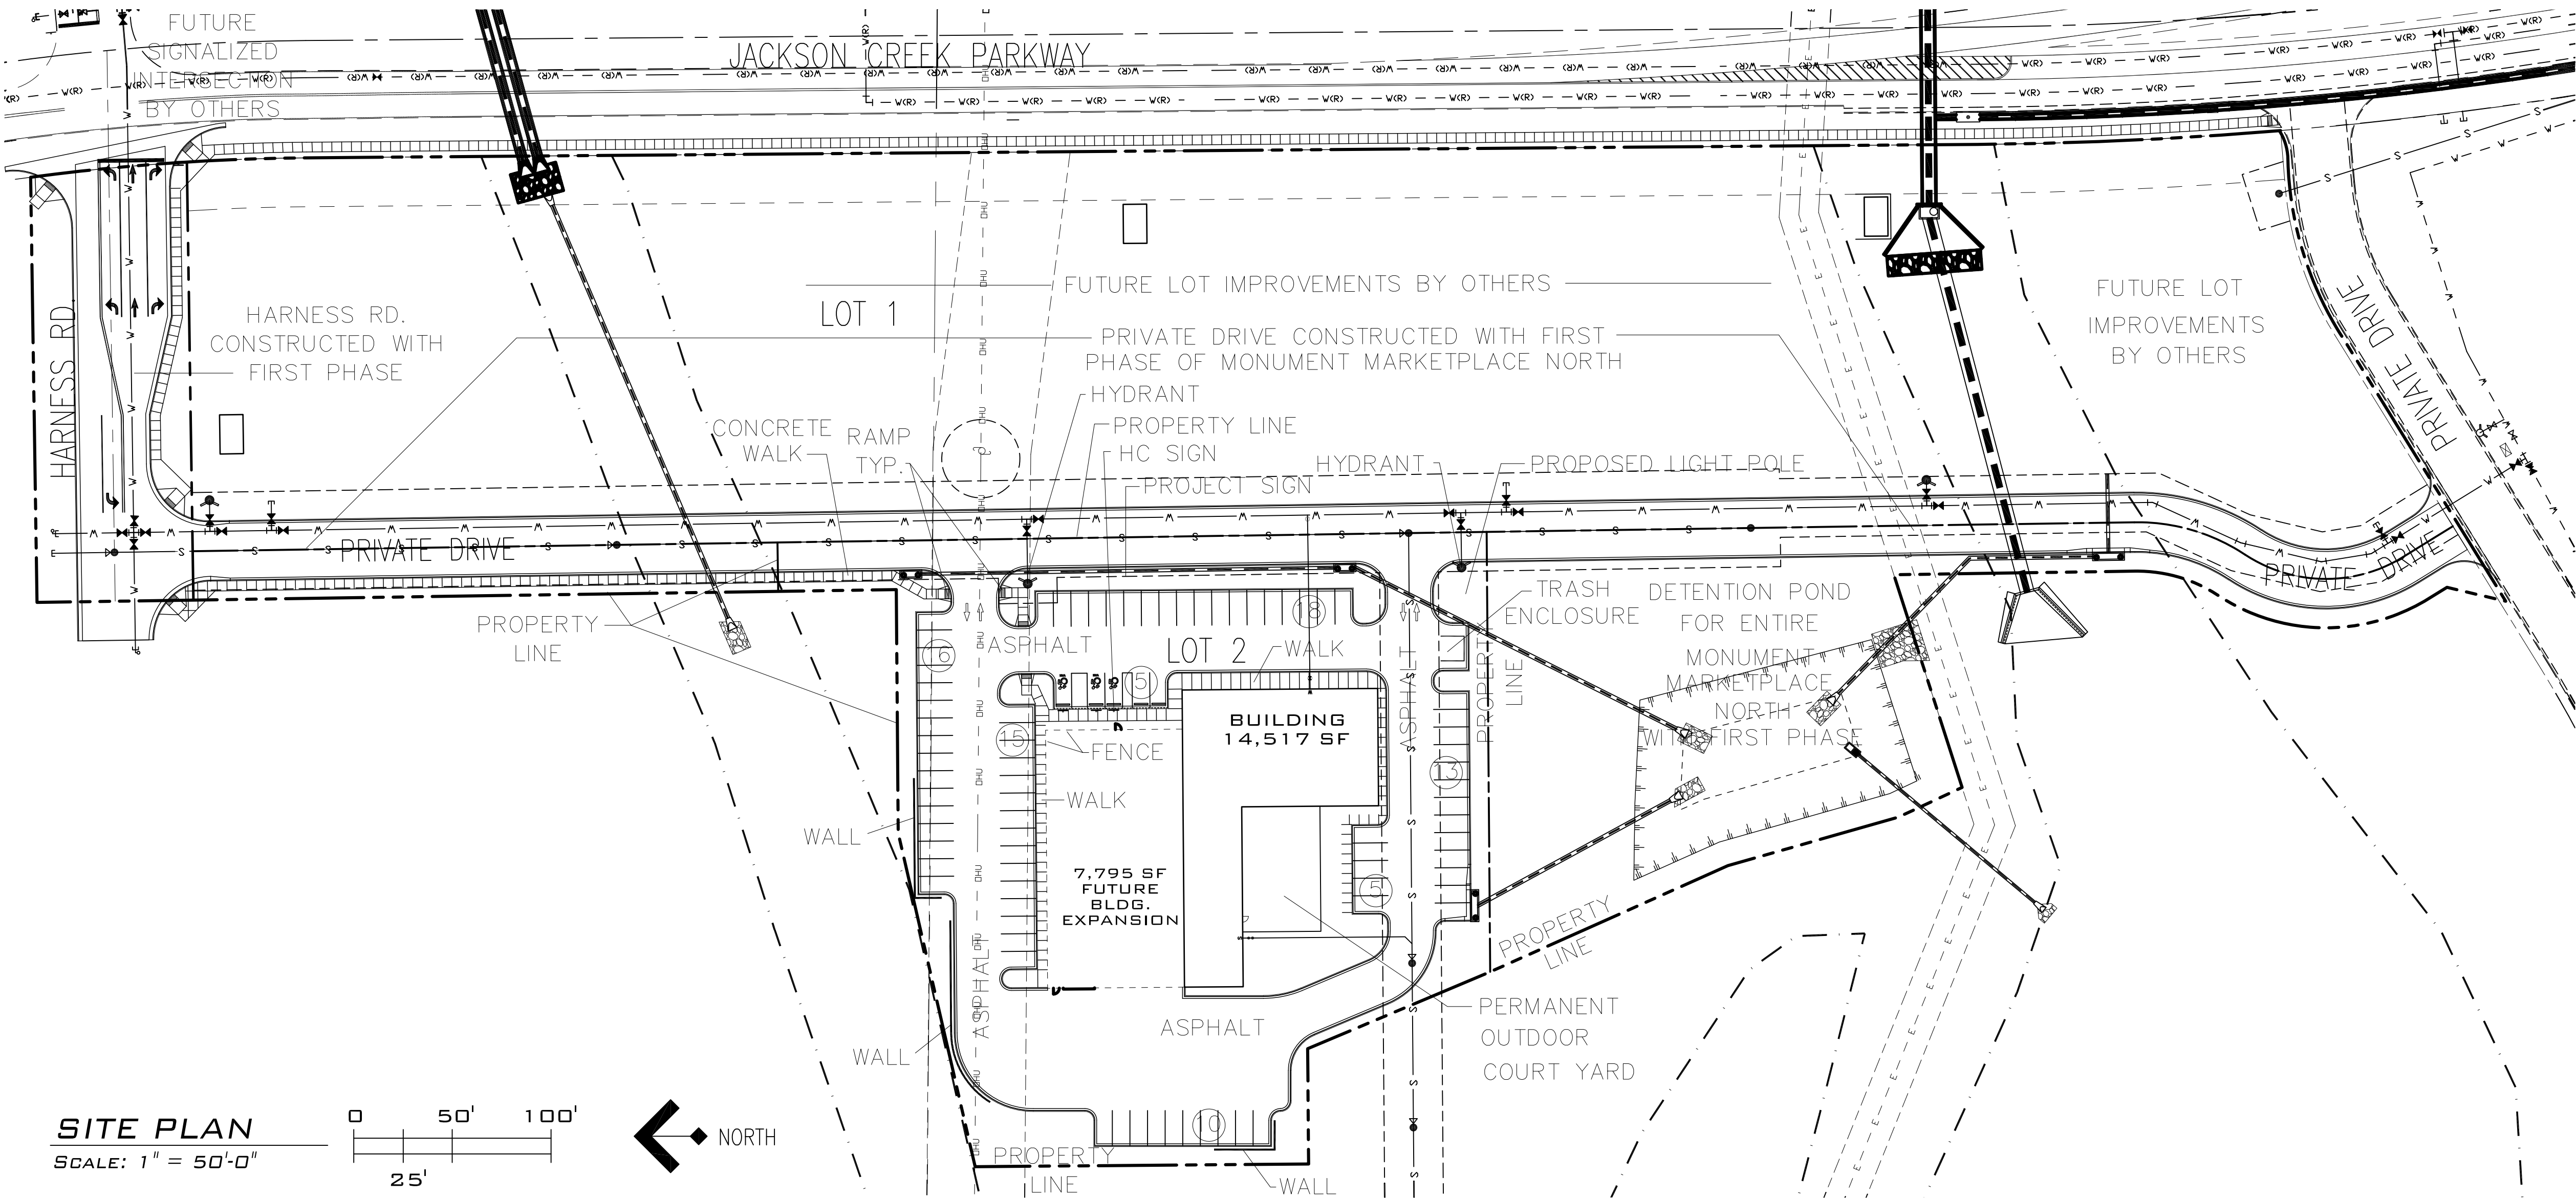 FUTURE
SIGNALIZED
INTERSECTION
BY OTHERS
JACKSON CREEK PARKWAY
HARNESS RD.
HARNESS RD.
CONSTRUCTED WITH
FIRST PHASE
LOT 1
FUTURE LOT IMPROVEMENTS BY OTHERS
PRIVATE DRIVE CONSTRUCTED WITH FIRST
PHASE OF MONUMENT MARKETPLACE NORTH
FUTURE LOT
IMPROVEMENTS
BY OTHERS
PRIVATE DRIVE
PRIVATE DRIVE
HYDRANT
PROPERTY LINE
HC SIGN
PROJECT SIGN
CONCRETE
WALK
RAMP
TYP.
HYDRANT
PROPOSED LIGHT POLE
PRIVATE DRIVE
PRIVATE DRIVE
PROPERTY
LINE
TRASH
ENCLOSURE
DETENTION POND
FOR ENTIRE
MONUMENT
MARKETPLACE
NORTH
WITH FIRST PHASE
16
ASPHALT
18
LOT 2
WALK
ASPHALT
PROPERTY
LINE
5
15
BUILDING
14,517 SF
FENCE
13
WALK
WALL
7,795 SF
FUTURE
BLDG.
EXPANSION
5
PROPERTY
LINE
ASPHALT
ASPHALT
WALL
ASPHALT
PERMANENT
OUTDOOR
COURT YARD
10
PROPERTY
LINE
WALL
SITE PLAN
SCALE: 1" = 50'-0"
0 50' 100'
25'
NORTH